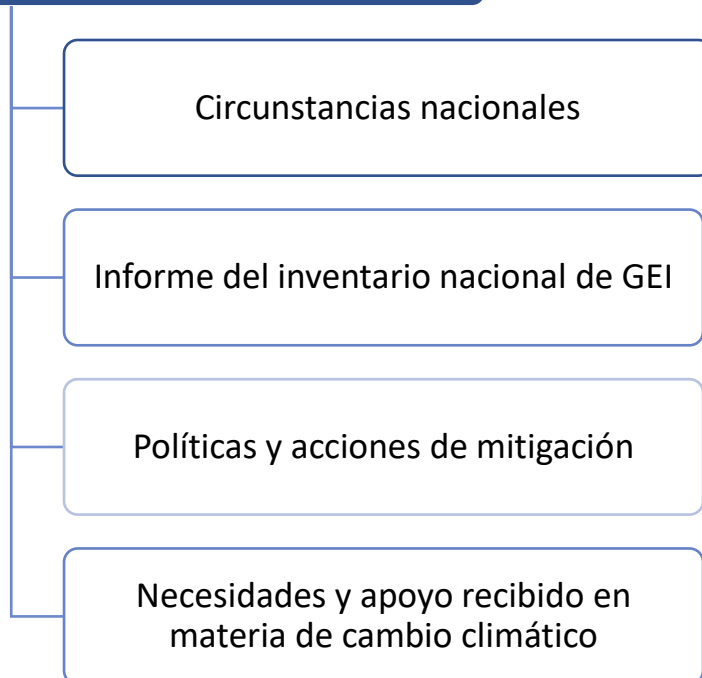 Circunstancias nacionales
Informe del inventario nacional de GEI
Políticas y acciones de mitigación
Necesidades y apoyo recibido en
materia de cambio climático